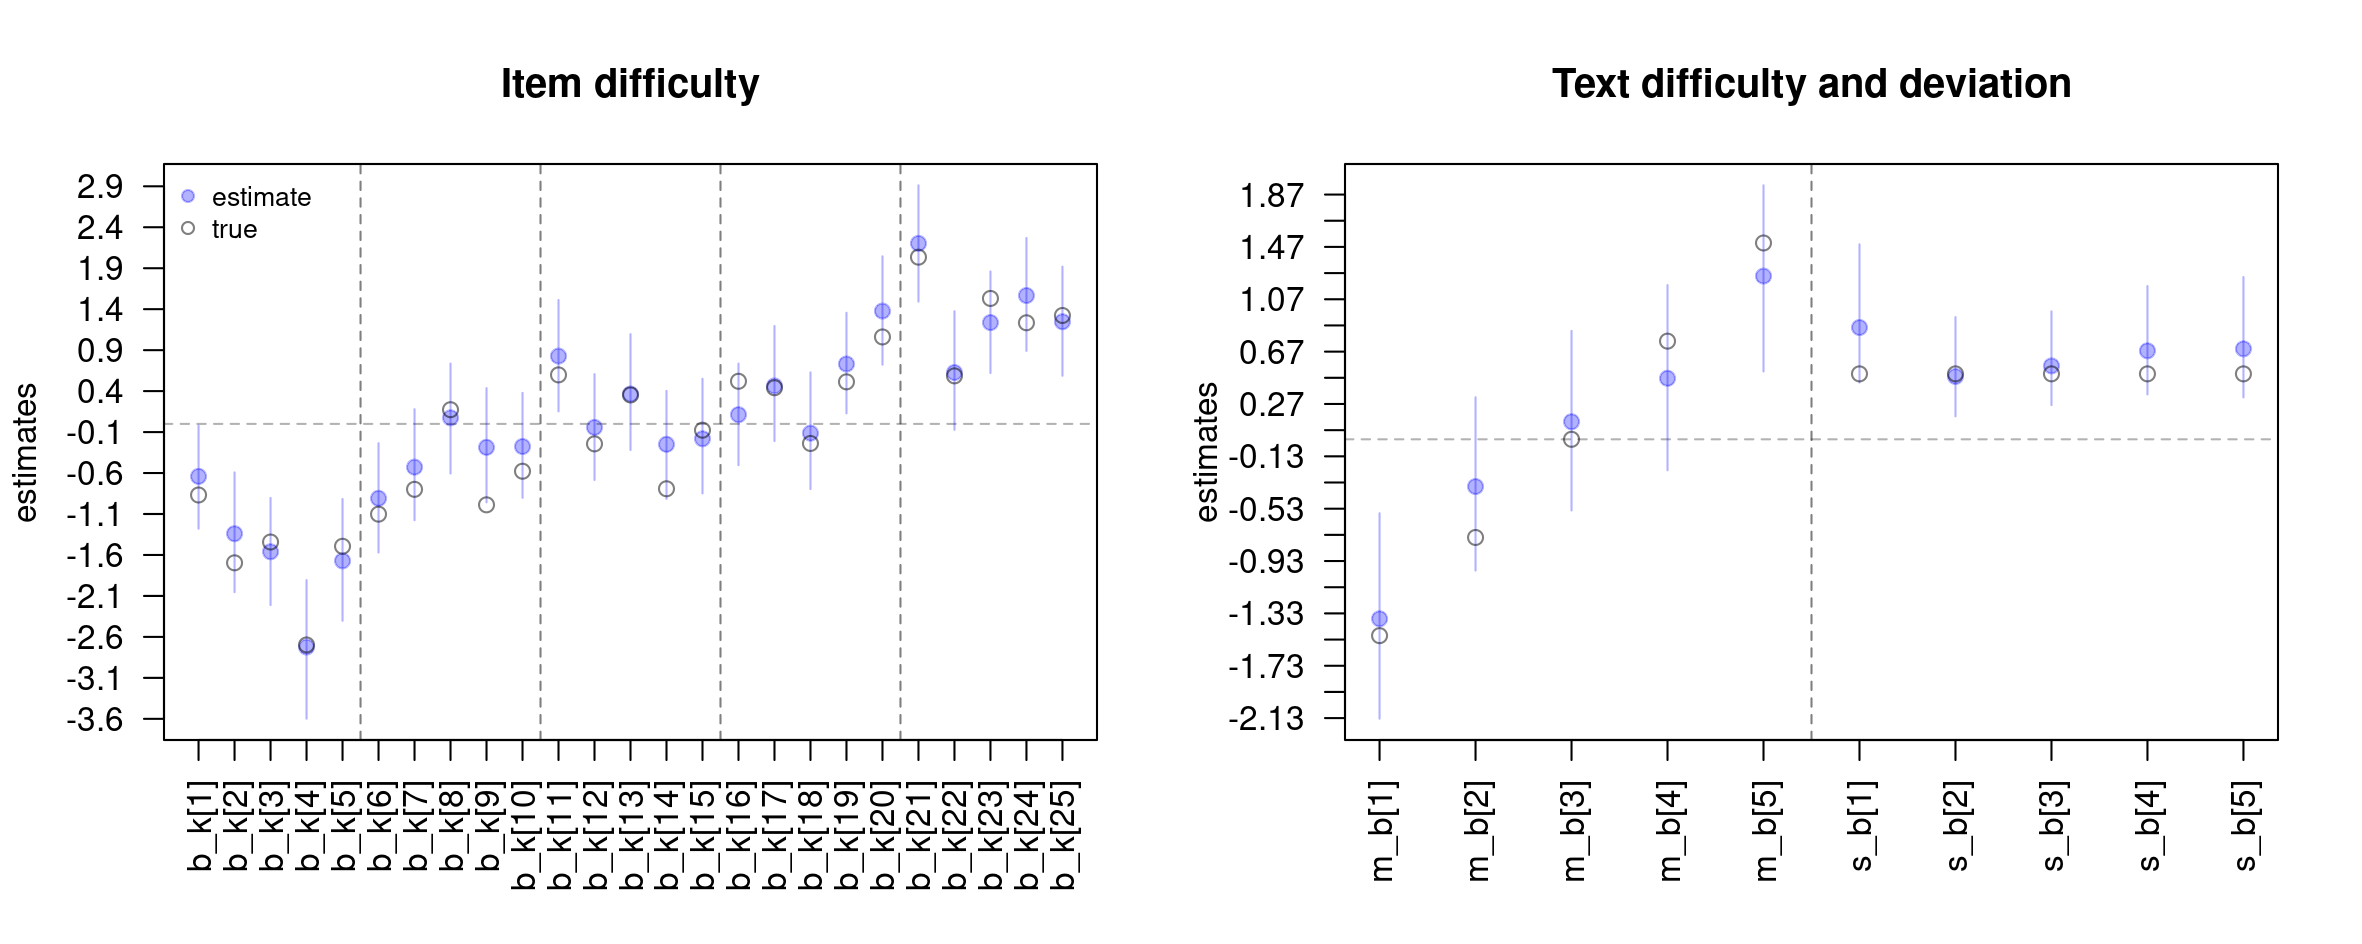 Item difficulty
estimate
true
estimates
2.9
2.4
1.9
1.4
0.9
0.4
-0.1
-0.6
-1.1
-1.6
-2.1
-2.6
-3.1
-3.6
b_k[1]
b_k[2]
b_k[3]
b_k[4]
b_k[5]
b_k[6]
b_k[7]
b_k[8]
b_k[9]
b_k[10]
b_k[11]
b_k[12]
b_k[13]
b_k[14]
b_k[15]
b_k[16]
b_k[17]
b_k[18]
b_k[19]
b_k[20]
b_k[21]
b_k[22]
b_k[23]
b_k[24]
b_k[25]
Text difficulty and deviation
estimates
1.87
1.47
1.07
0.67
0.27
-0.13
-0.53
-0.93
-1.33
-1.73
-2.13
m_b[1]
m_b[2]
m_b[3]
m_b[4]
m_b[5]
s_b[1]
s_b[2]
s_b[3]
s_b[4]
s_b[5]